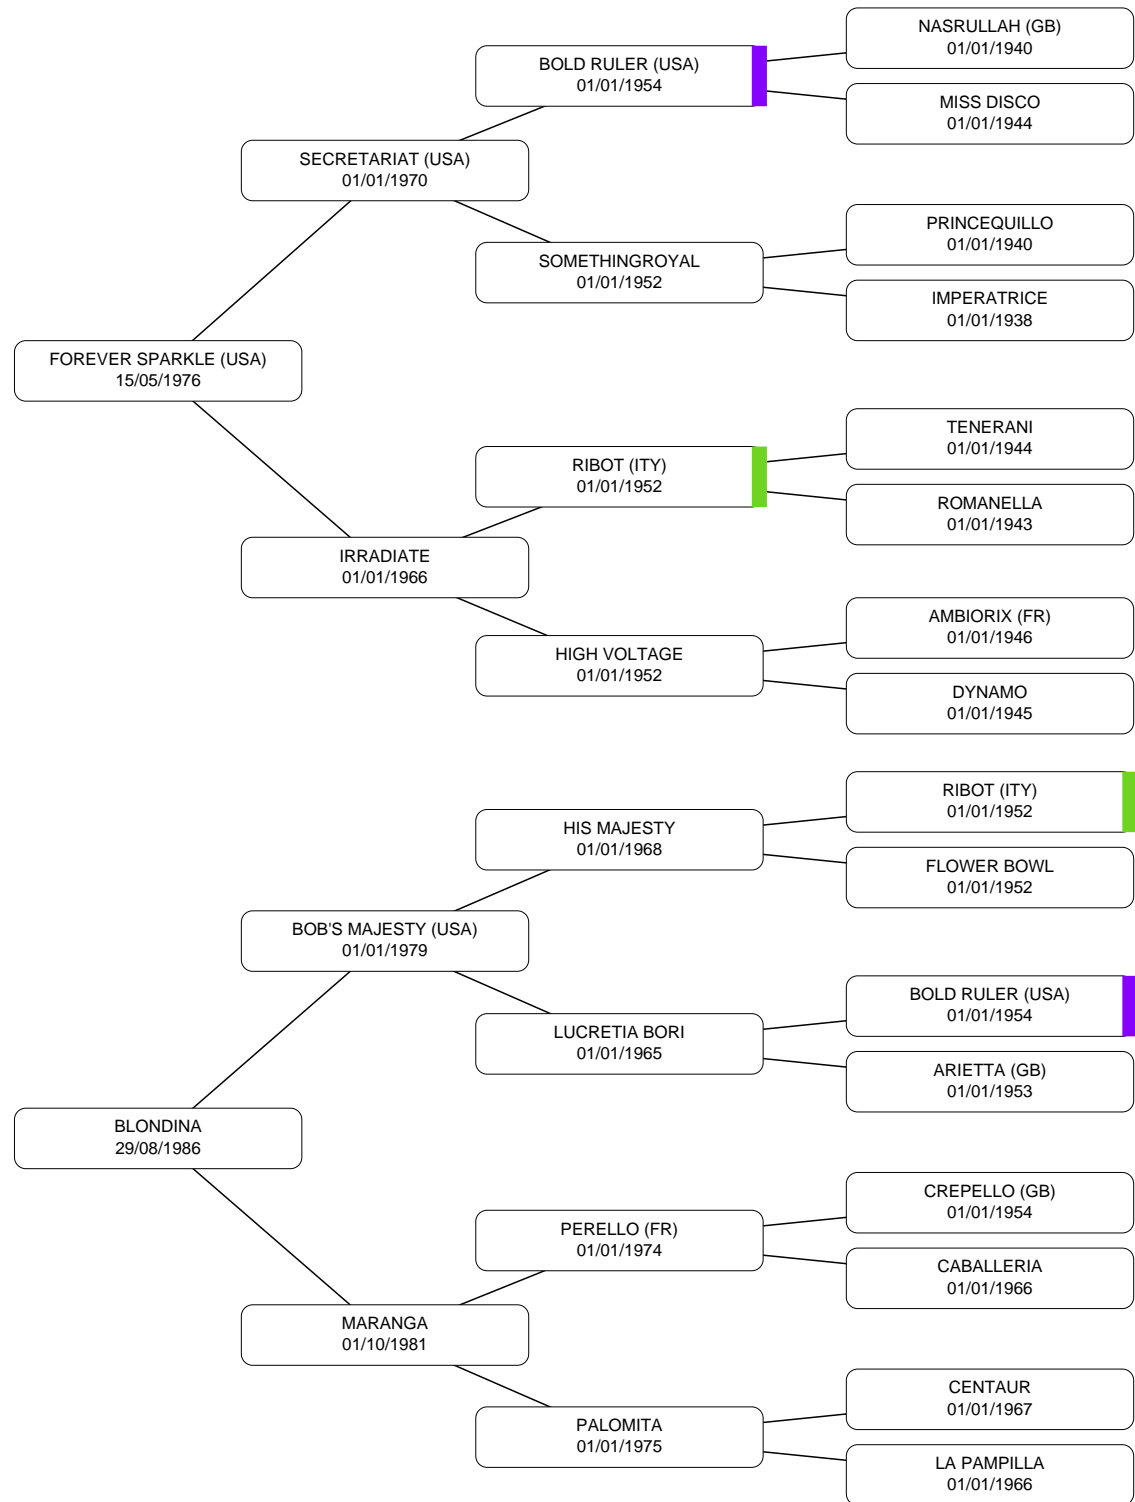 NASRULLAH (GB)
01/01/1940
BOLD RULER (USA)
01/01/1954
MISS DISCO
01/01/1944
SECRETARIAT (USA)
01/01/1970
PRINCEQUILLO
01/01/1940
SOMETHINGROYAL
01/01/1952
IMPERATRICE
01/01/1938
FOREVER SPARKLE (USA)
15/05/1976
TENERANI
01/01/1944
RIBOT (ITY)
01/01/1952
ROMANELLA
01/01/1943
IRRADIATE
01/01/1966
AMBIORIX (FR)
01/01/1946
HIGH VOLTAGE
01/01/1952
DYNAMO
01/01/1945
RIBOT (ITY)
01/01/1952
HIS MAJESTY
01/01/1968
FLOWER BOWL
01/01/1952
BOB'S MAJESTY (USA)
01/01/1979
BOLD RULER (USA)
01/01/1954
LUCRETIA BORI
01/01/1965
ARIETTA (GB)
01/01/1953
BLONDINA
29/08/1986
CREPELLO (GB)
01/01/1954
PERELLO (FR)
01/01/1974
CABALLERIA
01/01/1966
MARANGA
01/10/1981
CENTAUR
01/01/1967
PALOMITA
01/01/1975
LA PAMPILLA
01/01/1966